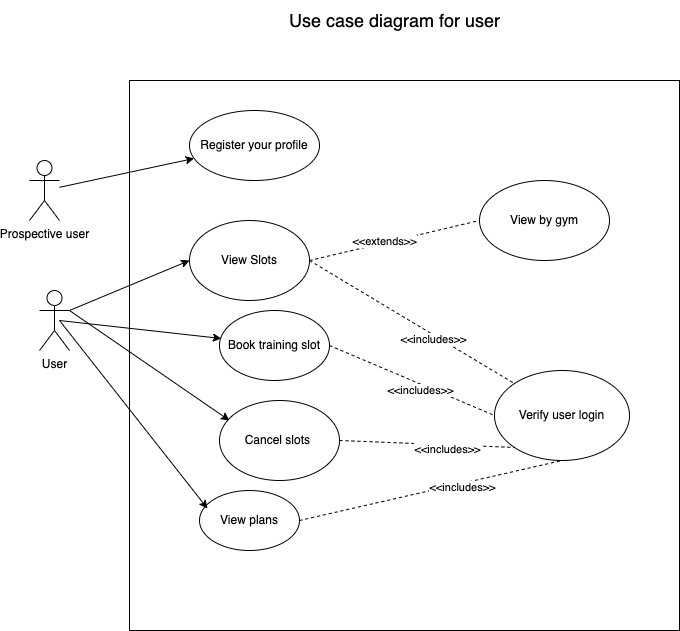 Use case diagram for user
Register your profile
Prospective user
View by gym
<<extends>>
View Slots
User
Book training slot
<<includes>>
<<includes>>
Verify user login
Cancel slots
<<includes>>
<<includes>>
View plans